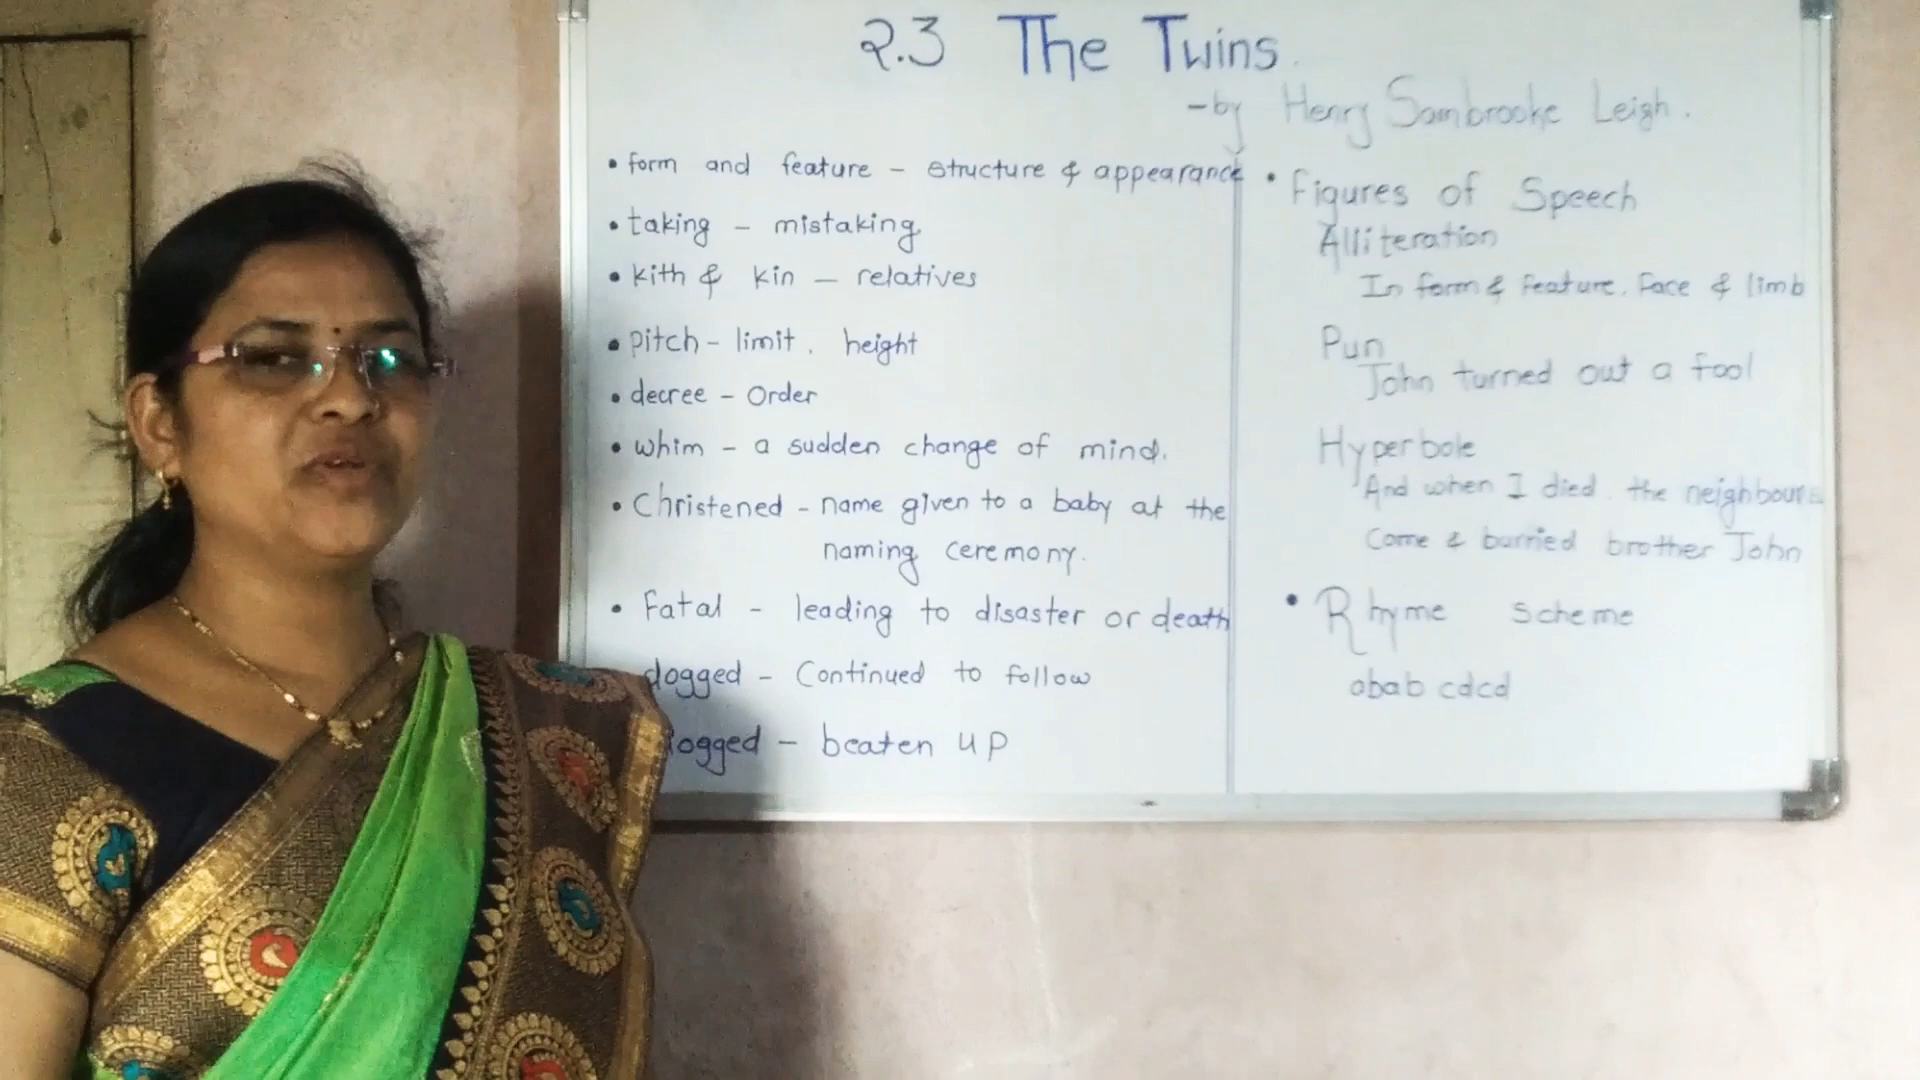 2.3 The Twins.
-by Henry Sambrooke Leigh.
• form and feature - structure & appearance
• taking - mistaking
• kith & kin - relatives
• pitch - limit, height
• decree - Order
• whim - a sudden change of mind.
• Christened - name given to a baby at the
naming ceremony.
• Fatal - leading to disaster or death
dogged - Continued to follow
logged - beaten up
• Figures of Speech
Alliteration
In form & feature, Face & limb
Pun
John turned out a fool
Hyperbole
And when I died, the neighbours
Came & burried brother John
• Rhyme scheme
abab cdcd